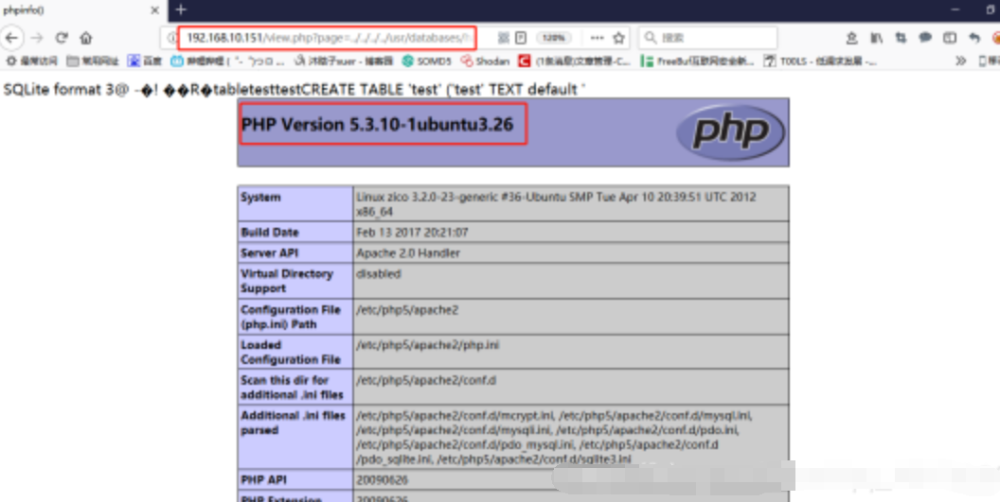 phpinfo()
192.168.10.151/view.php?page=../../../../usr/databases/
120%
搜索
最常访问
常用网址
百度
SOMD5
Shodan
(1条消息)文章管理-C...
FreeBuf互联网安全新...
SQLite format 3@ -�! ��R�tabletesttestCREATE TABLE 'test' ('test' TEXT default '
PHP Version 5.3.10-1ubuntu3.26
php
System
Linux zico 3.2.0-23-generic #36-Ubuntu SMP Tue Apr 10 20:39:51 UTC 2012
x86_64
Build Date
Feb 13 2017 20:21:07
Server API
Apache 2.0 Handler
Virtual Directory
Support
disabled
Configuration File
(php.ini) Path
/etc/php5/apache2
Loaded
Configuration File
/etc/php5/apache2/php.ini
Scan this dir for
additional .ini files
/etc/php5/apache2/conf.d
Additional .ini files
parsed
/etc/php5/apache2/conf.d/mcrypt.ini, /etc/php5/apache2/conf.d/mysql.ini,
/etc/php5/apache2/conf.d/mysqli.ini, /etc/php5/apache2/conf.d/pdo.ini,
/etc/php5/apache2/conf.d/pdo_mysql.ini, /etc/php5/apache2/conf.d
/pdo_sqlite.ini, /etc/php5/apache2/conf.d/sqlite3.ini
PHP API
20090626
PHP Extension
20090626